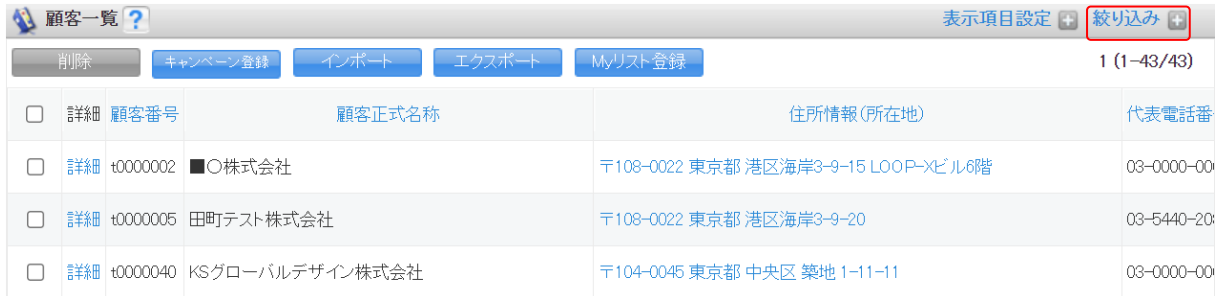 顧客一覧 ? 表示項目設定 絞り込み
削除 キャンペーン登録 インポート エクスポート Myリスト登録 1 (1-43/43)
詳細 顧客番号 顧客正式名称 住所情報(所在地) 代表電話番
詳細 t0000002 ■○株式会社 〒108-0022 東京都 港区海岸3-9-15 LOOP-Xビル6階 03-0000-00
詳細 t0000005 田町テスト株式会社 〒108-0022 東京都 港区海岸3-9-20 03-5440-20
詳細 t0000040 KSグローバルデザイン株式会社 〒104-0045 東京都 中央区 築地 1-11-11 03-0000-00